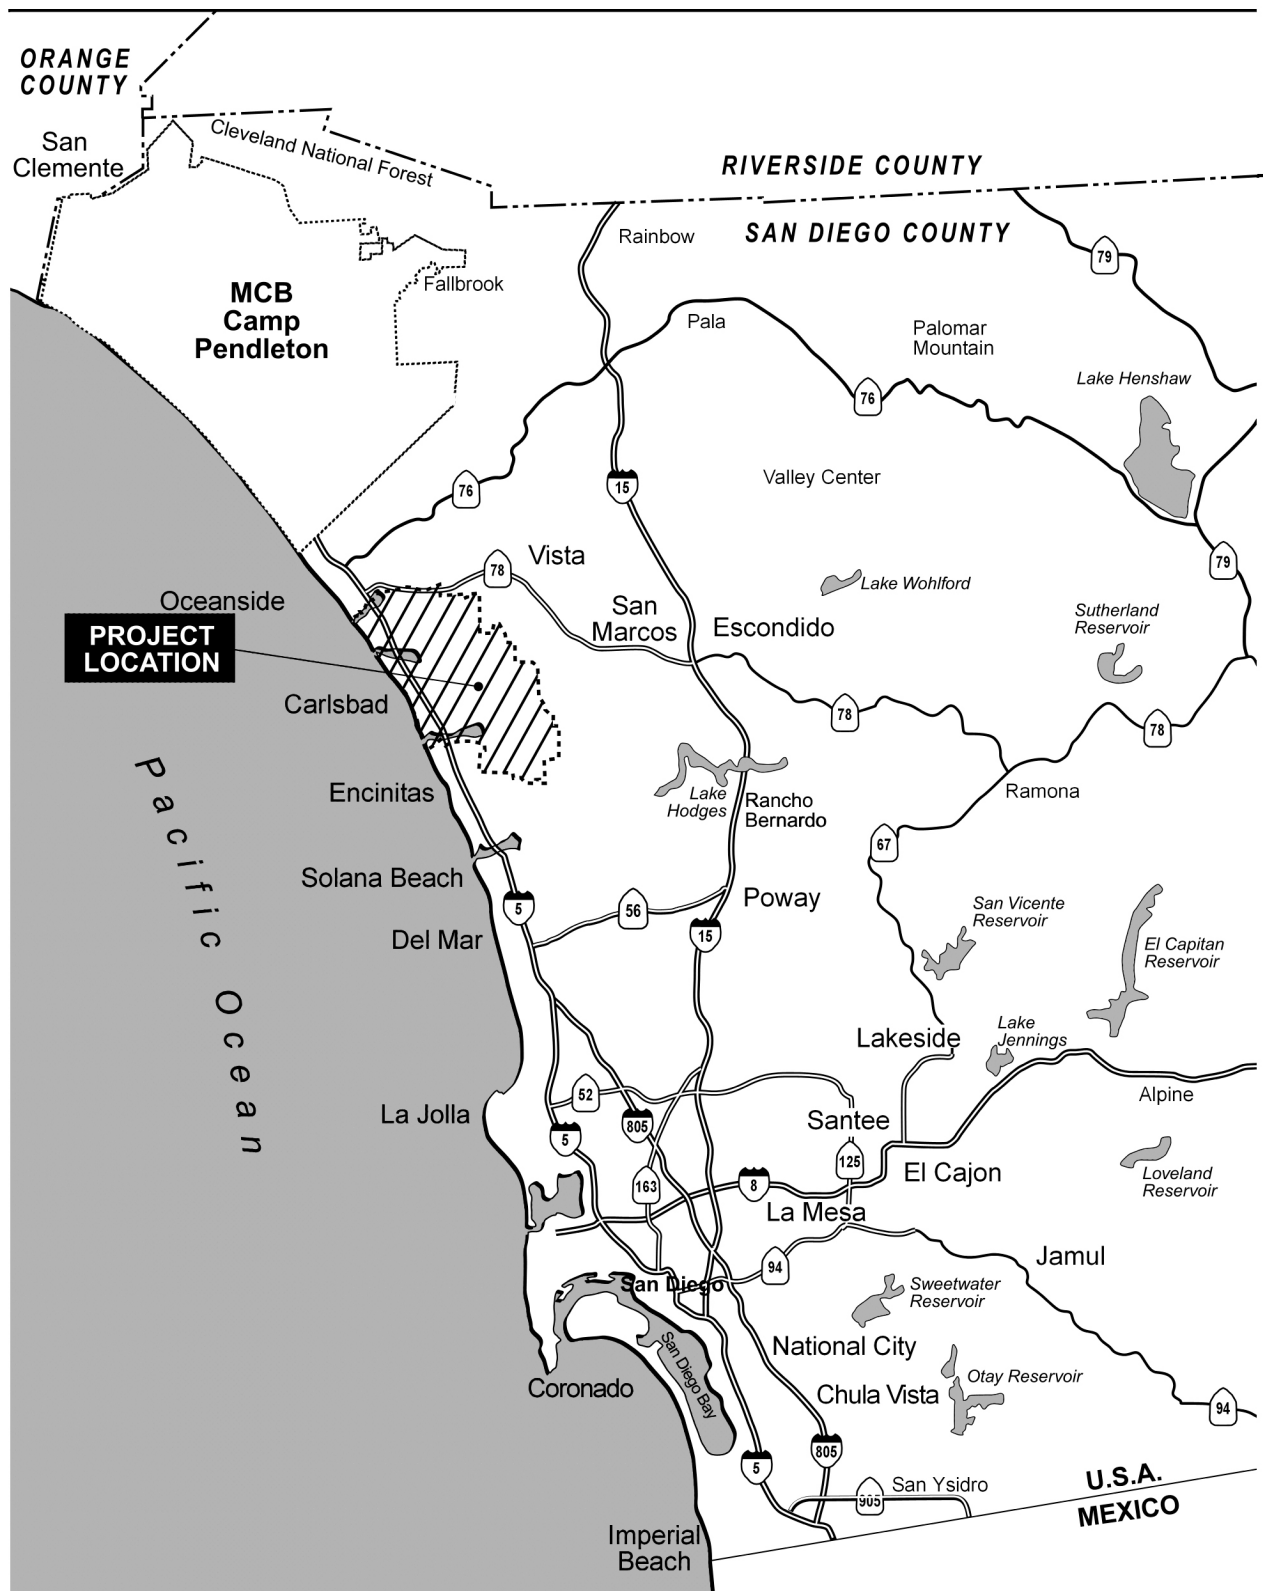 ORANGE
COUNTY
San
Clemente
Cleveland National Forest
RIVERSIDE COUNTY
SAN DIEGO COUNTY
Rainbow
79
MCB
Camp
Pendleton
Fallbrook
Pala
Palomar
Mountain
Lake Henshaw
76
76
15
Valley Center
Vista
78
79
Lake Wohlford
Oceanside
San
Marcos
Escondido
Sutherland
Reservoir
PROJECT
LOCATION
Carlsbad
78
78
Encinitas
Lake
Hodges
Rancho
Bernardo
Ramona
67
Solana Beach
5
56
Poway
15
San Vicente
Reservoir
El Capitan
Reservoir
Del Mar
Pacific Ocean
Lakeside
Lake
Jennings
52
Alpine
La Jolla
5
805
Santee
125
163
8
El Cajon
Loveland
Reservoir
La Mesa
94
Jamul
San Diego
Sweetwater
Reservoir
San Diego Bay
National City
Coronado
Chula Vista
Otay Reservoir
94
5
805
905
San Ysidro
U.S.A.
MEXICO
Imperial
Beach